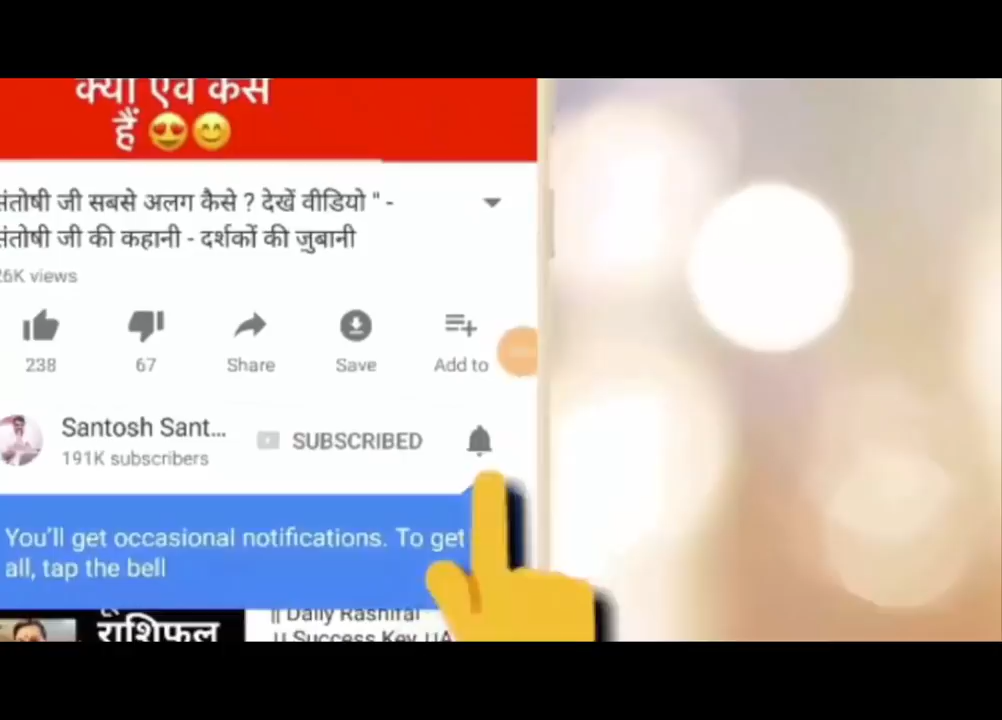 क्यों एवं कैसे
हैं 😍😊
संतोषी जी सबसे अलग कैसे ? देखें वीडियो " -
संतोषी जी की कहानी - दर्शकों की जुबानी
26K views
238
67
Share
Save
Add to
Santosh Sant...
191K subscribers
SUBSCRIBED
You'll get occasional notifications. To get
all, tap the bell
राशिफल
|| Daily Rashifal
|| Success Key ||A